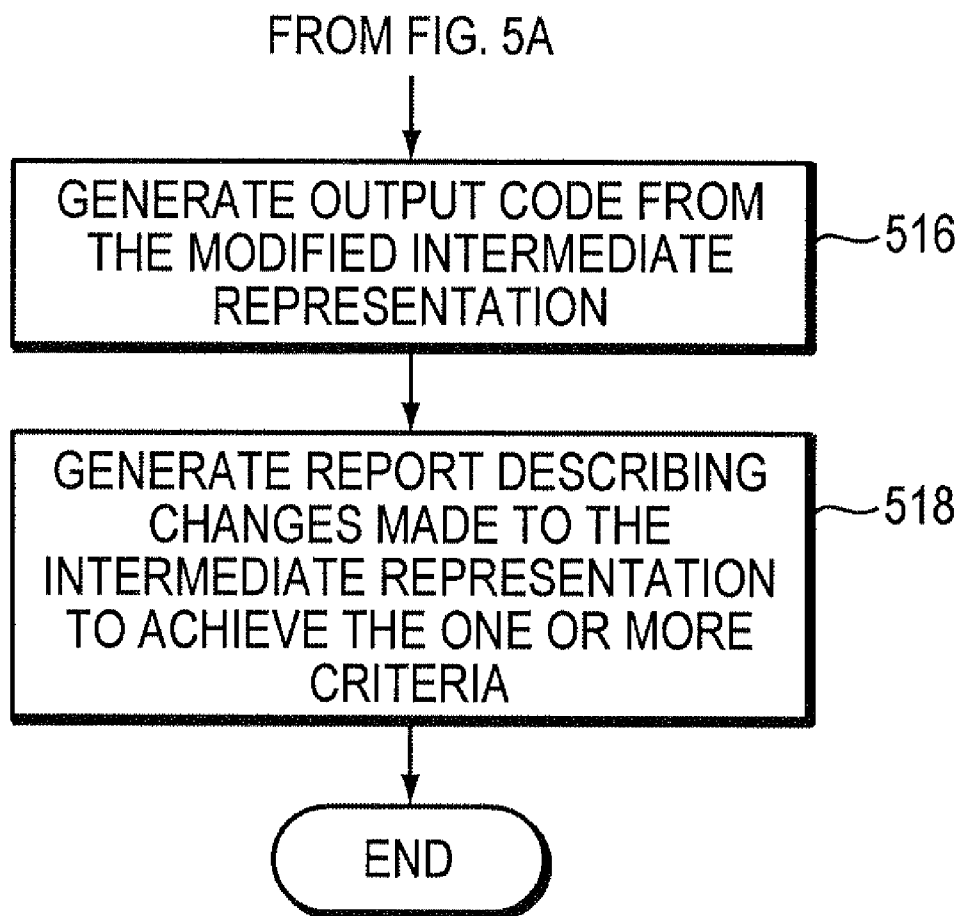 FROM FIG. 5A
GENERATE OUTPUT CODE FROM
THE MODIFIED INTERMEDIATE
REPRESENTATION
516
GENERATE REPORT DESCRIBING
CHANGES MADE TO THE
INTERMEDIATE REPRESENTATION
TO ACHIEVE THE ONE OR MORE
CRITERIA
518
END